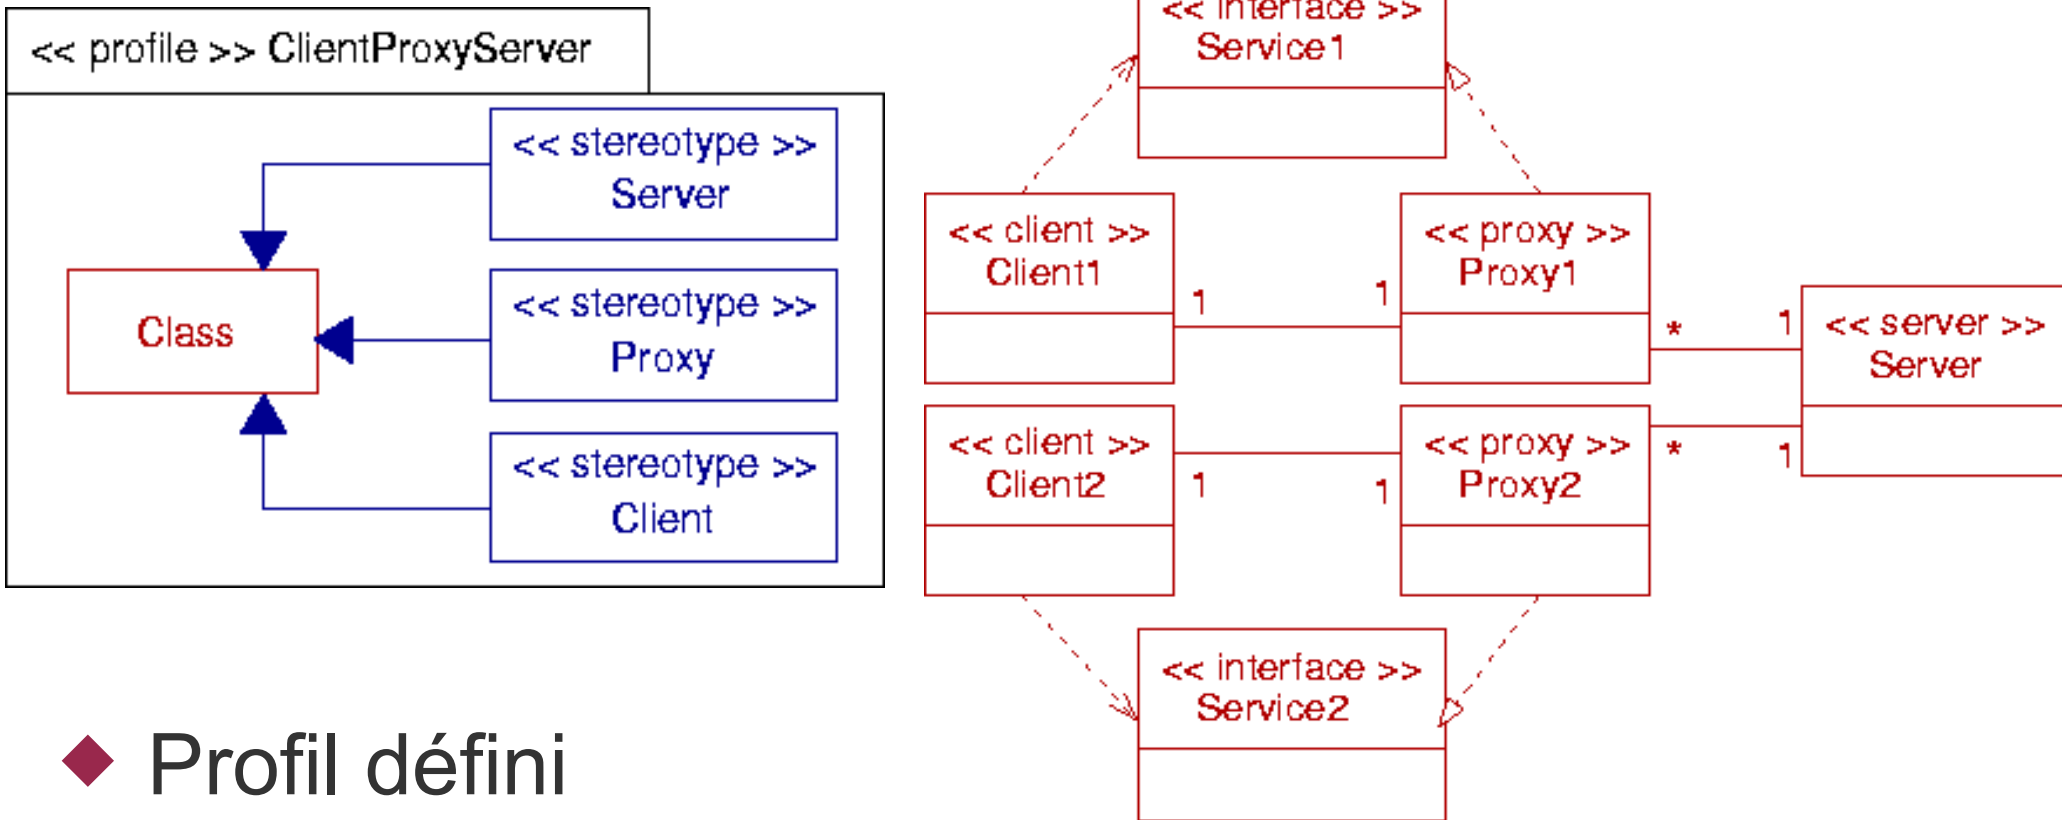 << profile >> ClientProxyServer
<< stereotype >>
Server
<< stereotype >>
Proxy
<< stereotype >>
Client
Class
<< interface >>
Service1
<< client >>
Client1
1
1
<< proxy >>
Proxy1
*
1
<< server >>
Server
<< client >>
Client2
1
1
<< proxy >>
Proxy2
*
1
<< interface >>
Service2
Profil défini